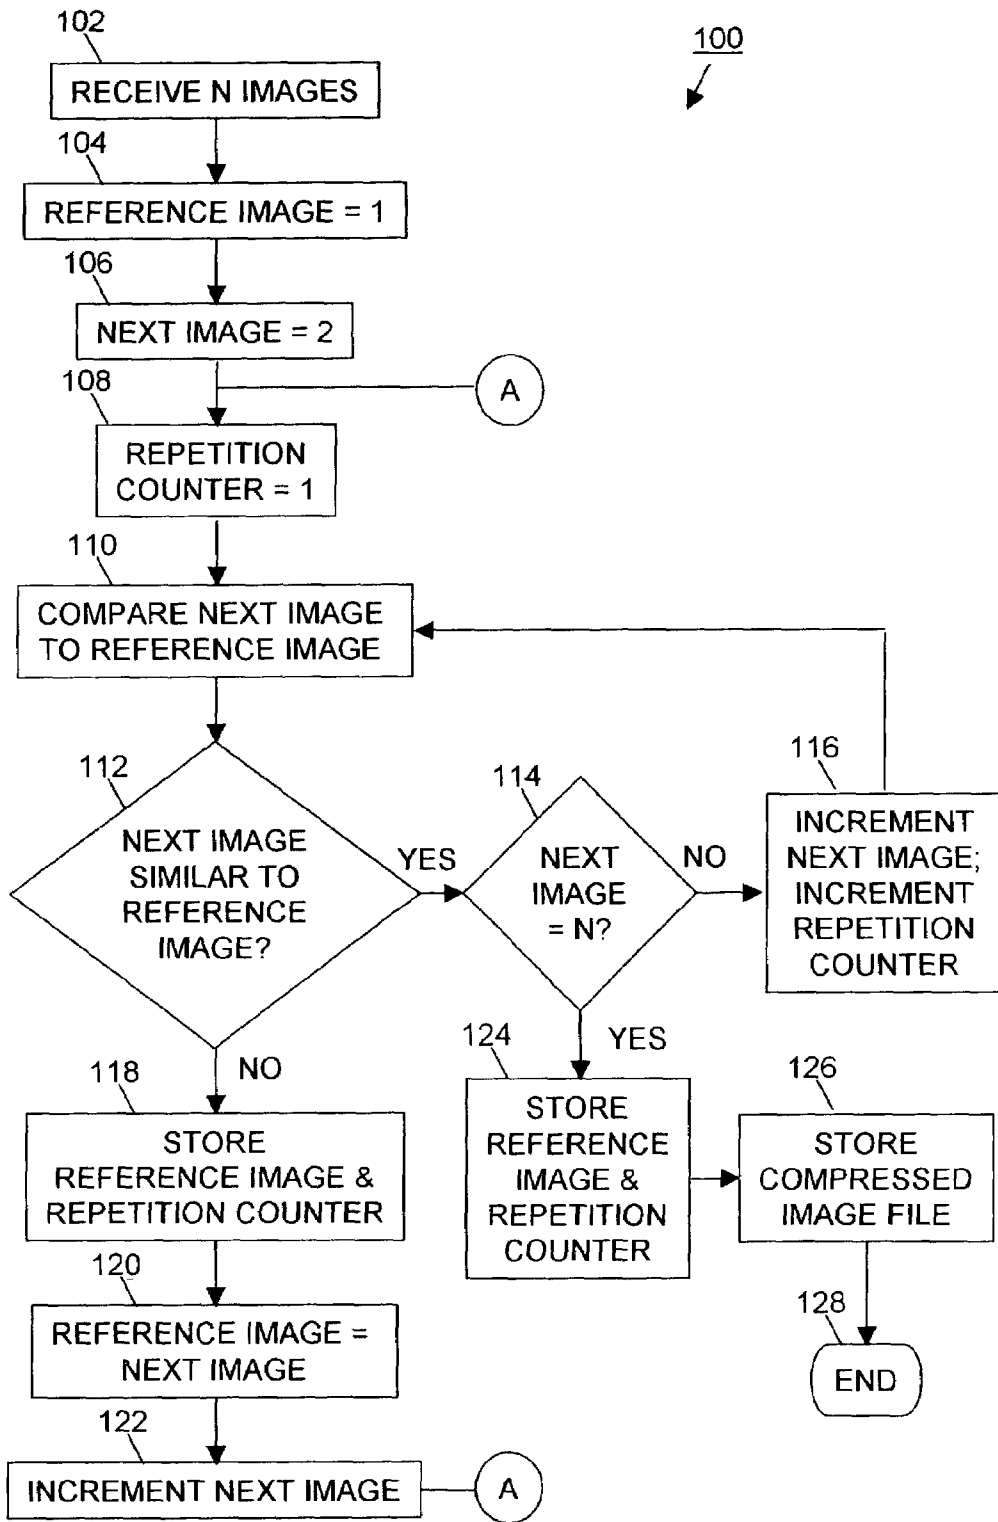 100
102
RECEIVE N IMAGES
104
REFERENCE IMAGE = 1
106
NEXT IMAGE = 2
A
108
REPETITION
COUNTER = 1
110
COMPARE NEXT IMAGE
TO REFERENCE IMAGE
112
NEXT IMAGE
SIMILAR TO
REFERENCE
IMAGE?
YES
114
NEXT
IMAGE
= N?
NO
116
INCREMENT
NEXT IMAGE;
INCREMENT
REPETITION
COUNTER
NO
118
STORE
REFERENCE IMAGE &
REPETITION COUNTER
YES
124
STORE
REFERENCE
IMAGE &
REPETITION
COUNTER
126
STORE
COMPRESSED
IMAGE FILE
128
END
120
REFERENCE IMAGE =
NEXT IMAGE
122
INCREMENT NEXT IMAGE
A